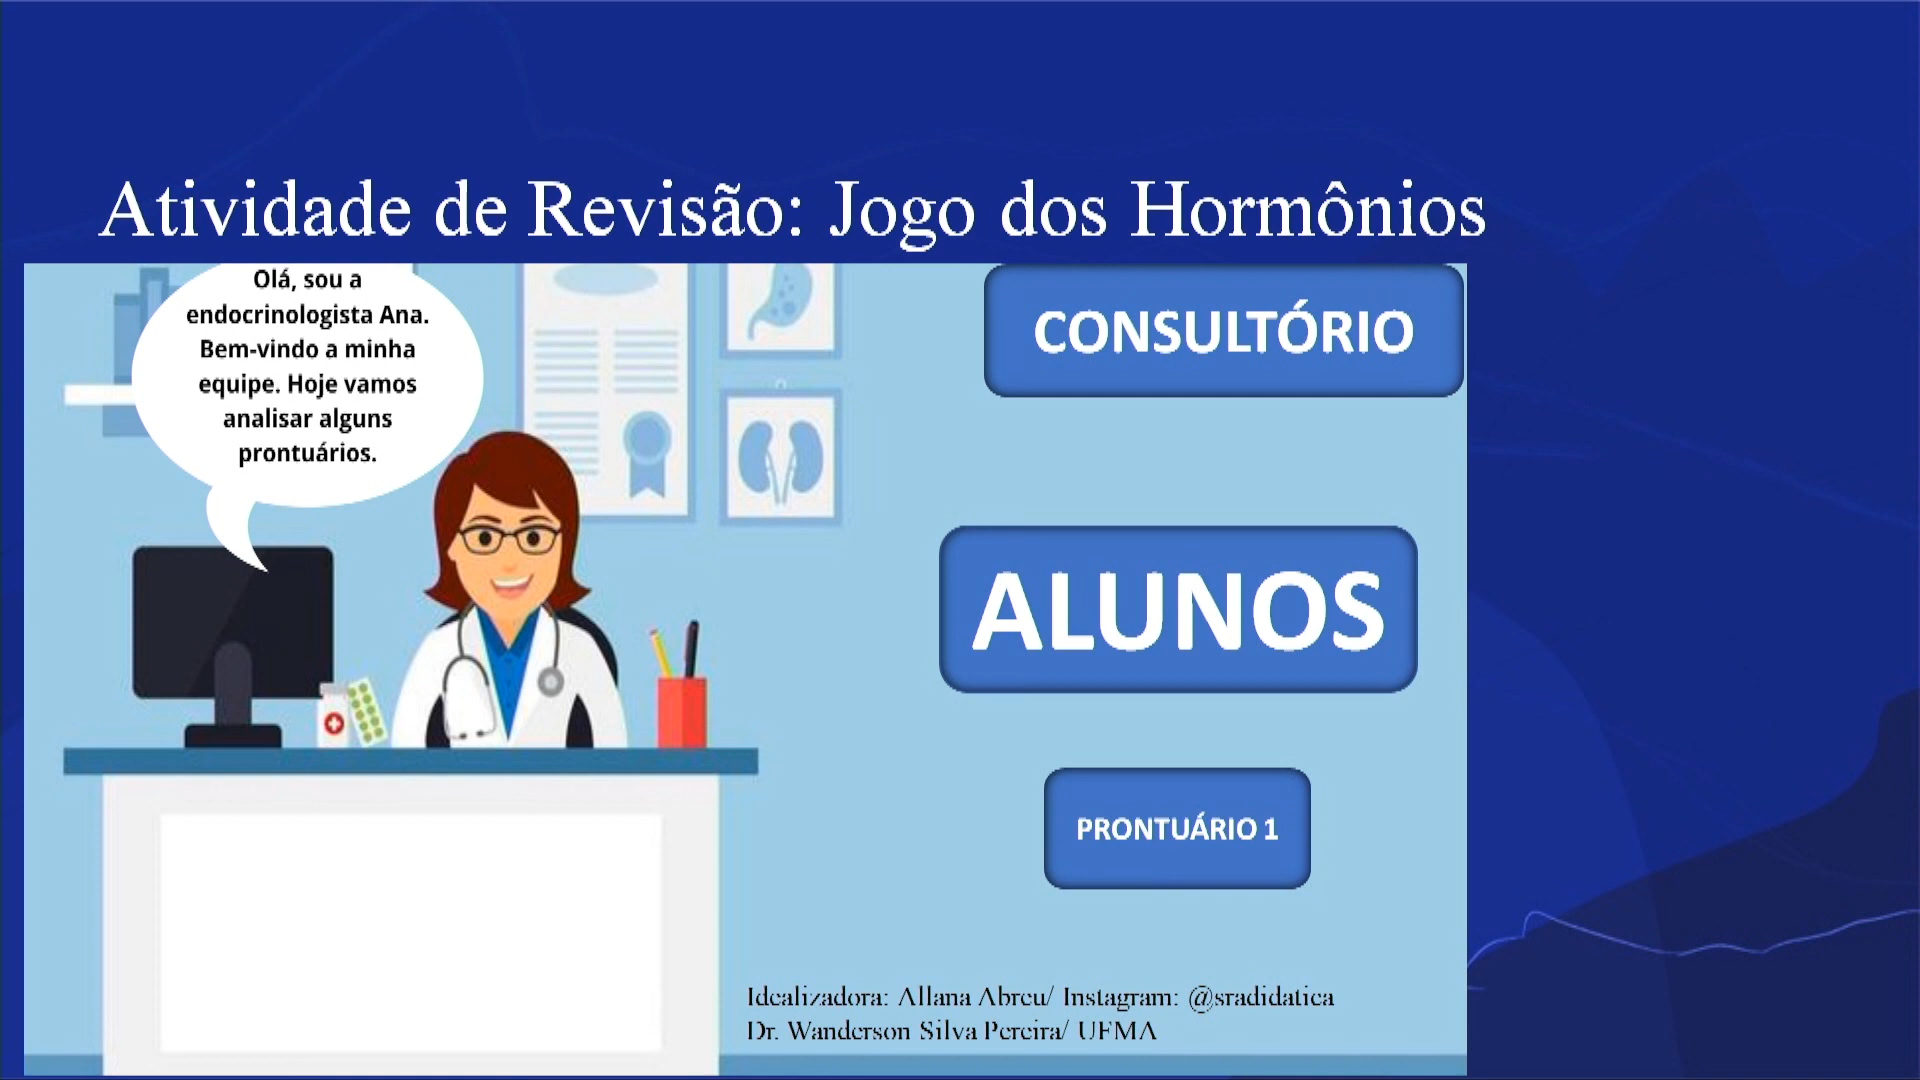 Atividade de Revisão: Jogo dos Hormônios
Olá, sou a
endocrinologista Ana.
Bem-vindo a minha
equipe. Hoje vamos
analisar alguns
prontuários.
CONSULTÓRIO
ALUNOS
PRONTUÁRIO 1
Idealizadora: Allana Abreu/ Instagram: @sradidatica
Dr. Wanderson Silva Pereira/ UFMA